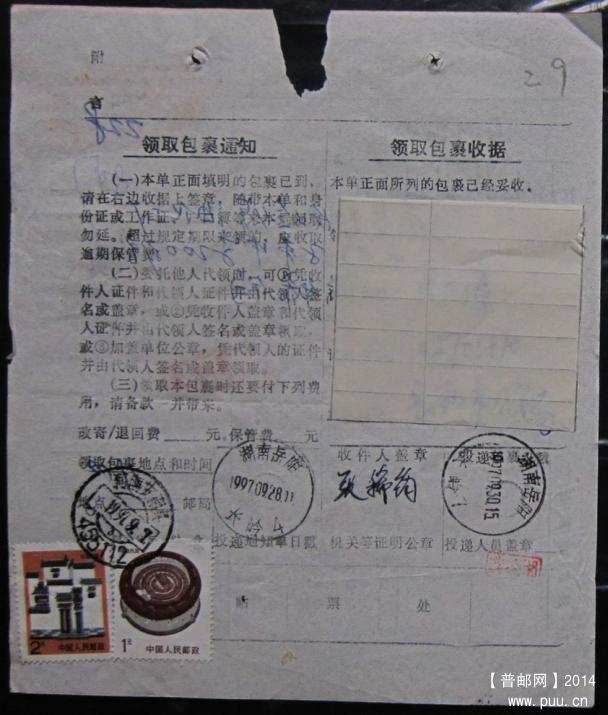 附
29
言
228
领取包裹通知
(一)本单正面填明的包裹已到,
请在右边收据上签章,随带本单和身
份证或工作证、
勿延。超过规定期限来领的,应收取
逾期保管费。
(二)委托他人代领时,可①凭收
件人证件和代领人证件并由代领人签
名或盖章,或②凭收件人盖章和代领
人证件并由代领人签名或盖章领取,
或③加盖单位公章,凭代领人的证件
并由代领人签名或盖章领取。
(三)领取本包裹时还要付下列费
用,请备款一并带来。
改寄/退回费 元,保管费 元
领取包裹地点和时间
邮局
投递通知单日戳
领取包裹收据
本单正面所列的包裹已经妥收。
收件人盖章
投递包裹日戳
机关等证明公章
投递人员盖章
湖南岳阳
1997.09.28.11
湖南岳阳
1997.09.30.15
贴 票 处
2分
中国人民邮政
1元
中国人民邮政
【普邮网】2014
www.puu.cn